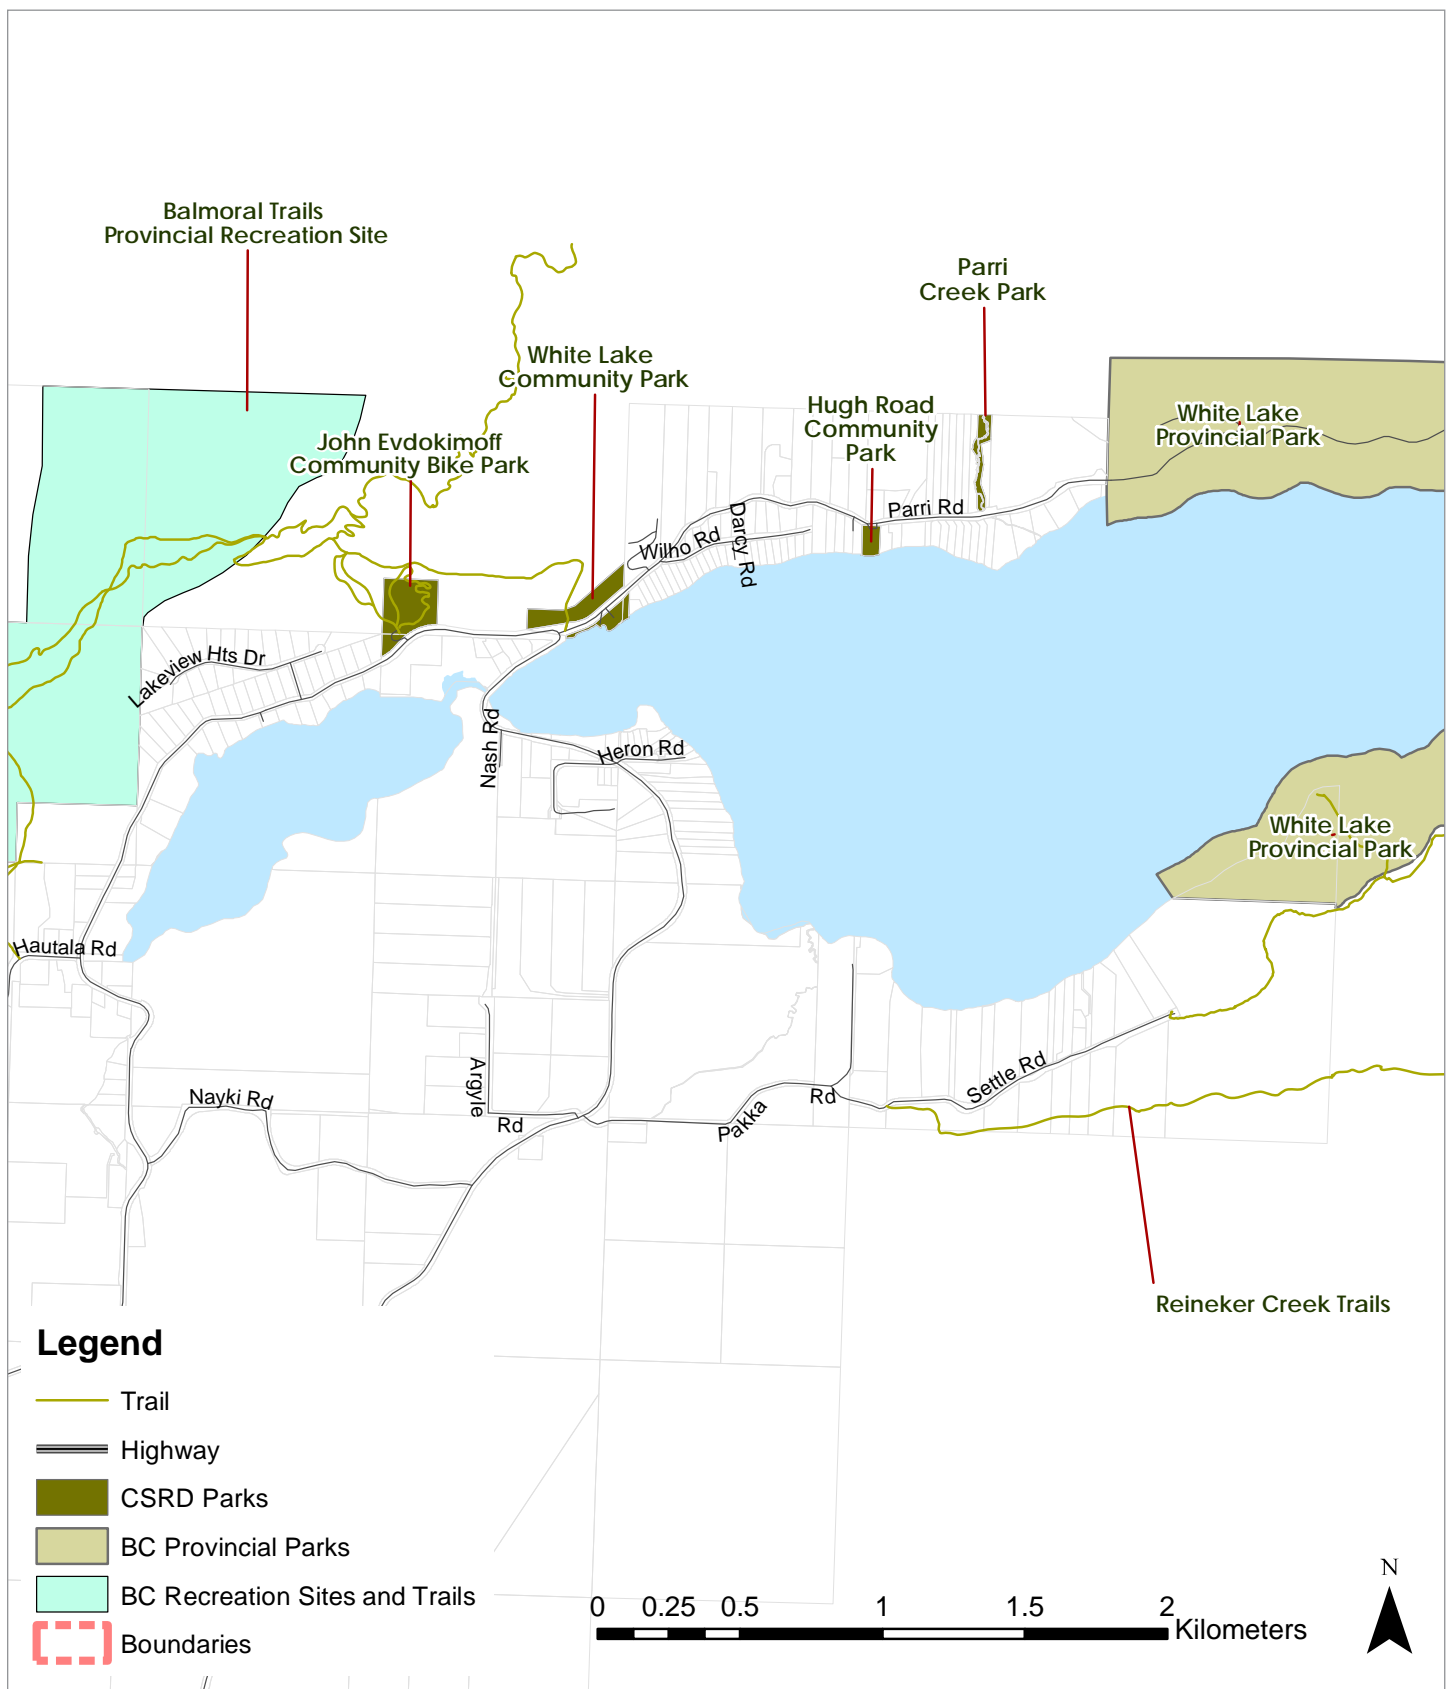 Balmoral Trails
Provincial Recreation Site
Parri
Creek Park
White Lake
Community Park
Hugh Road
Community
Park
White Lake
Provincial Park
John Evdokimoff
Community Bike Park
Parri Rd
Darcy Rd
Wilho Rd
Lakeview Hts Dr
Nash Rd
Heron Rd
White Lake
Provincial Park
Hautala Rd
Argyle
Rd
Nayki Rd
Pakka
Rd
Settle Rd
Reineker Creek Trails
Legend
Trail
Highway
CSRD Parks
BC Provincial Parks
BC Recreation Sites and Trails
Boundaries
0 0.25 0.5 1 1.5 2
Kilometers
N